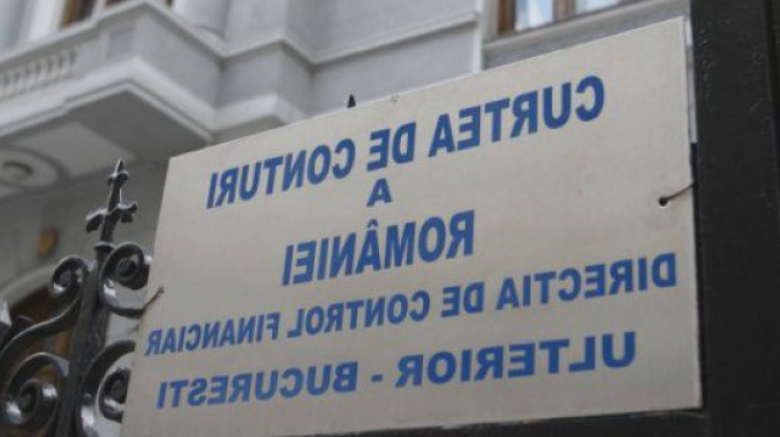 CURTEA DE CONTURI
A
ROMÂNIEI
DIRECTIA DE CONTROL FINANCIAR
ULTERIOR - BUCURESTI